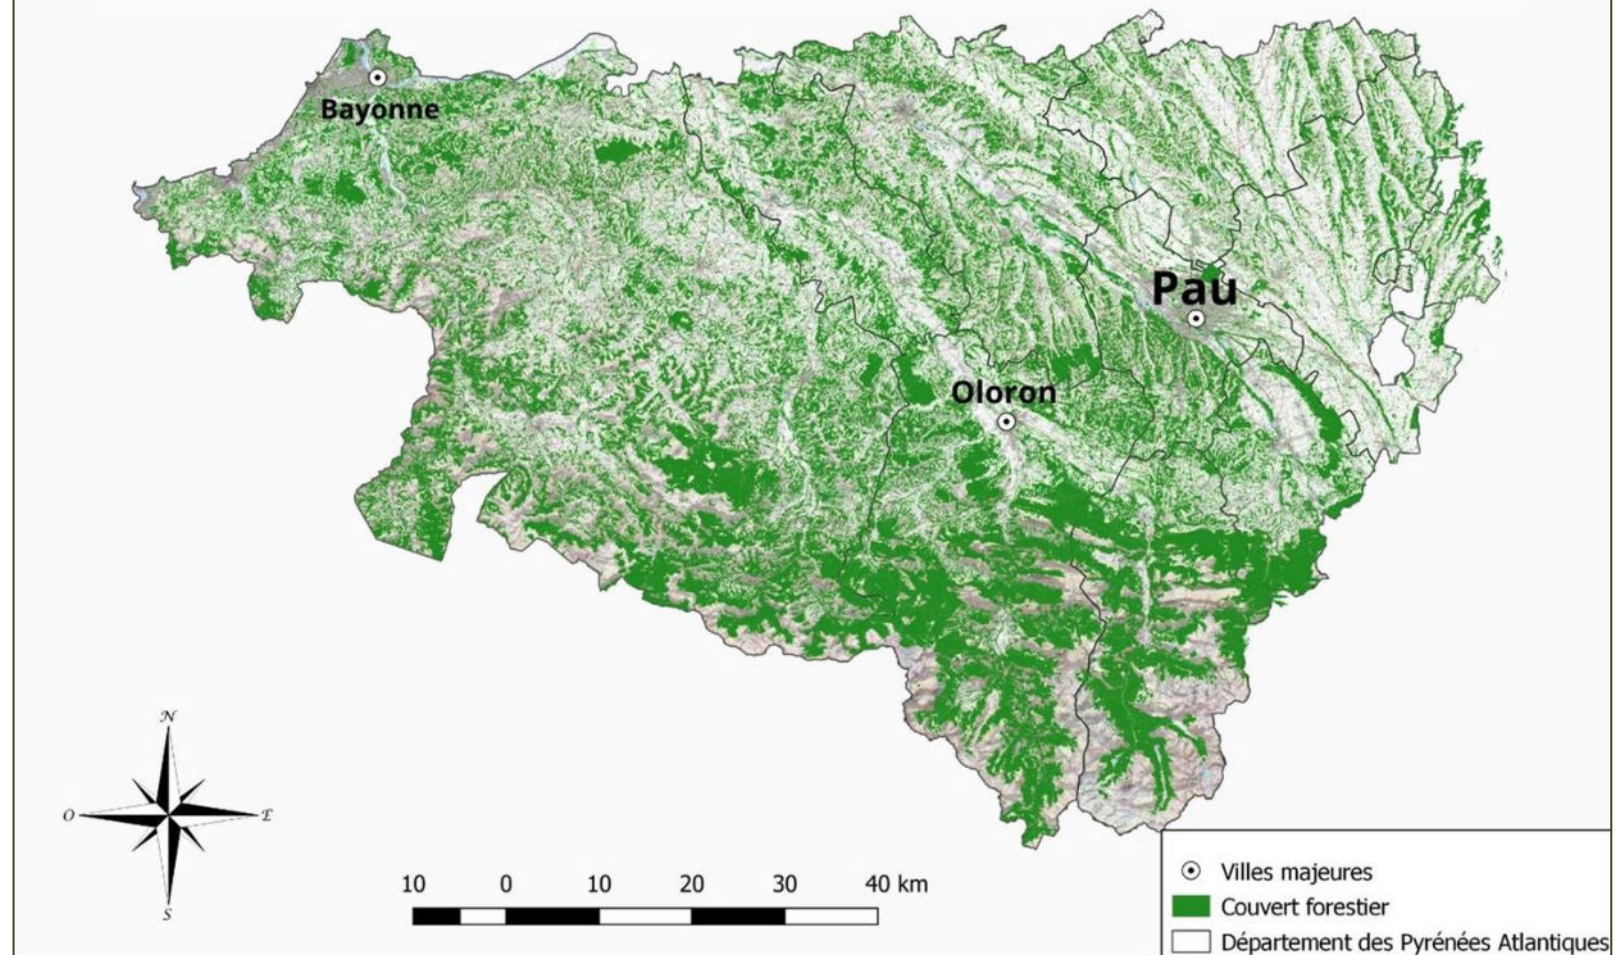 Bayonne
Pau
Oloron
N
O
E
S
10 0 10 20 30 40 km
Villes majeures
Couvert forestier
Département des Pyrénées Atlantiques